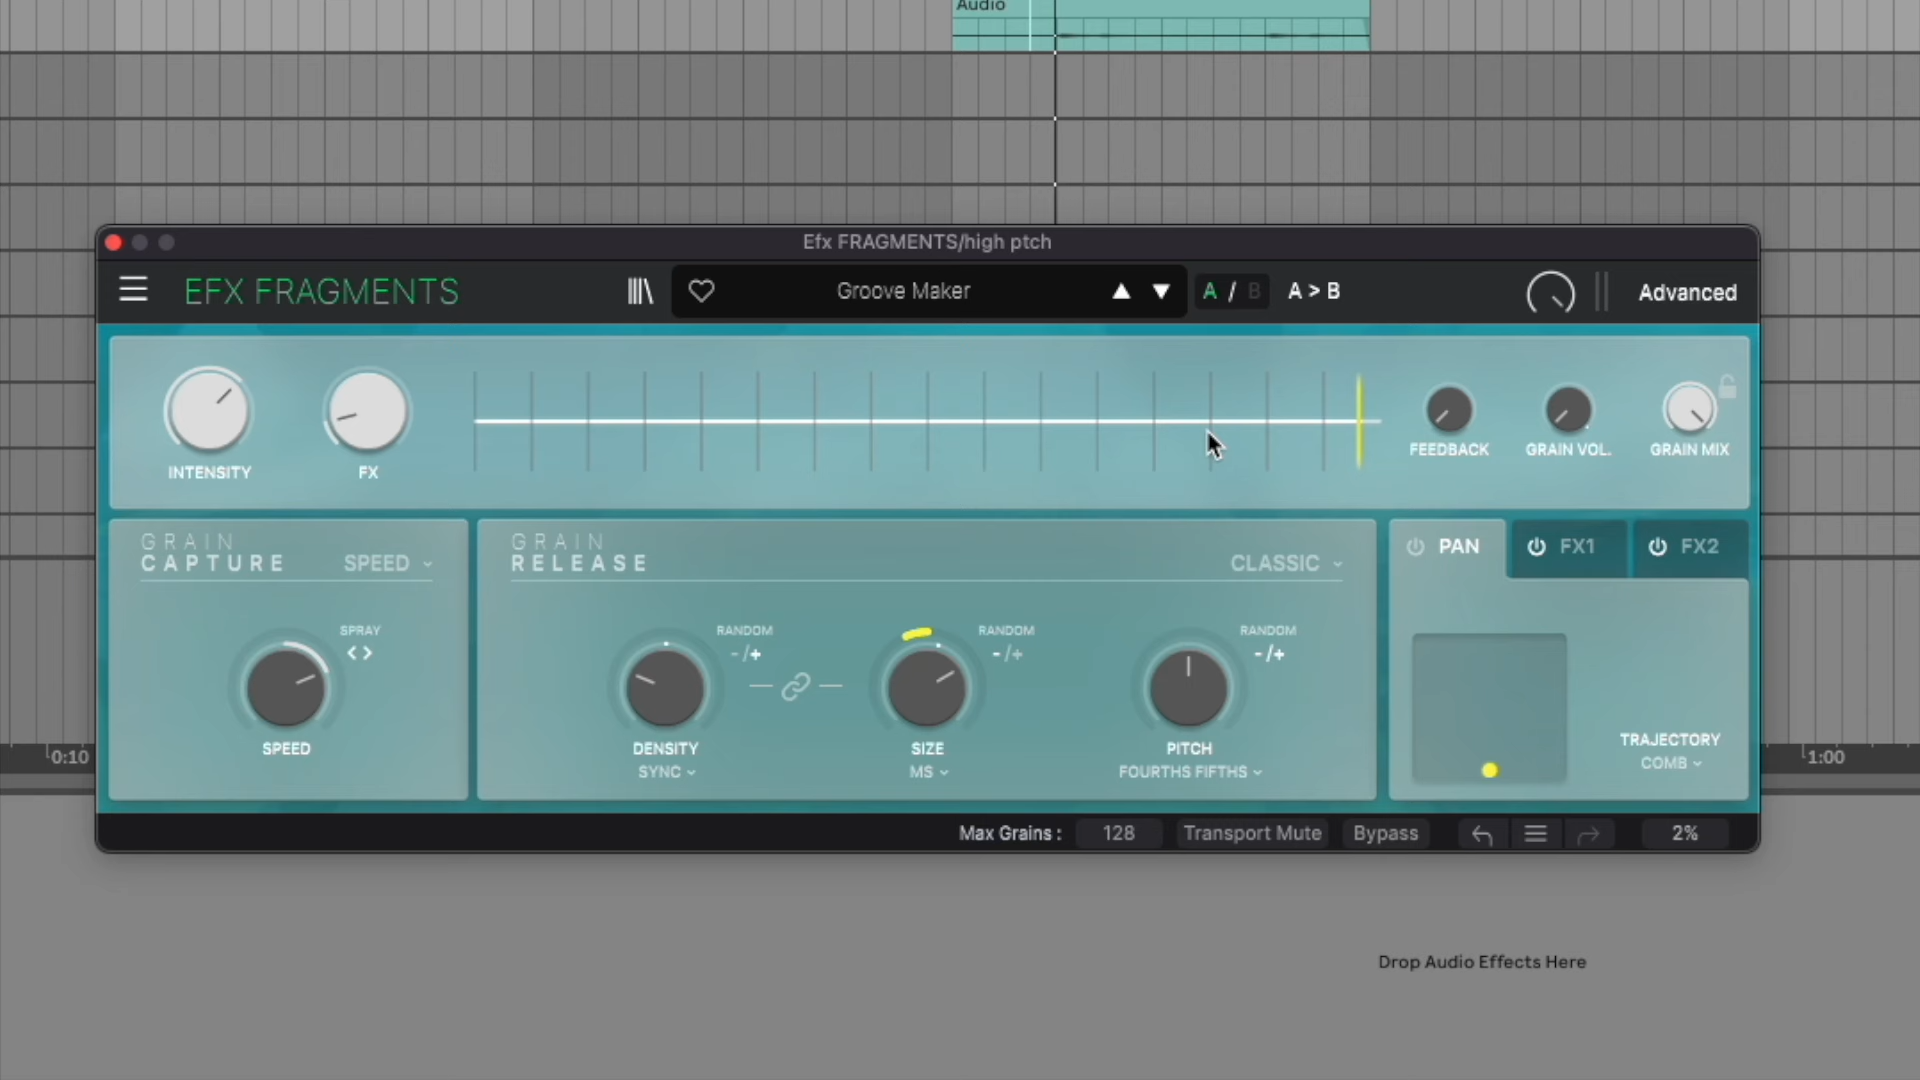 Audio
Efx FRAGMENTS/high ptch
EFX FRAGMENTS
Groove Maker
A / B
A > B
Advanced
INTENSITY
FX
FEEDBACK
GRAIN VOL.
GRAIN MIX
GRAIN
CAPTURE
SPEED
SPRAY
< >
SPEED
GRAIN
RELEASE
CLASSIC
RANDOM
- /+
DENSITY
SYNC
RANDOM
- /+
SIZE
MS
RANDOM
- /+
PITCH
FOURTHS FIFTHS
PAN
FX1
FX2
TRAJECTORY
COMB
0:10
1:00
Max Grains :
128
Transport Mute
Bypass
2%
Drop Audio Effects Here